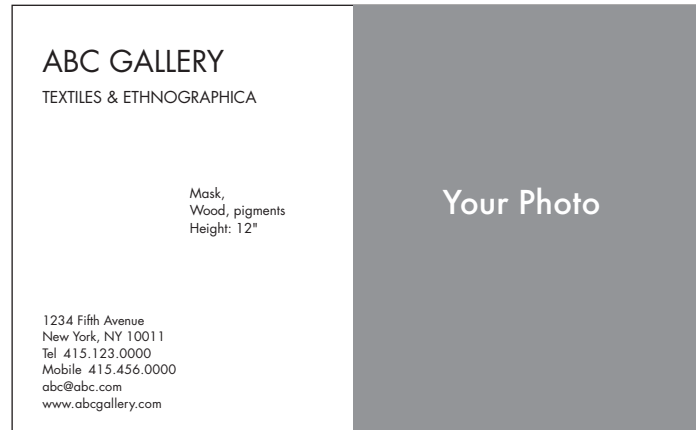 ABC GALLERY
TEXTILES & ETHNOGRAPHICA
Mask,
Wood, pigments
Height: 12"
1234 Fifth Avenue
New York, NY 10011
Tel 415.123.0000
Mobile 415.456.0000
abc@abc.com
www.abcgallery.com
Your Photo